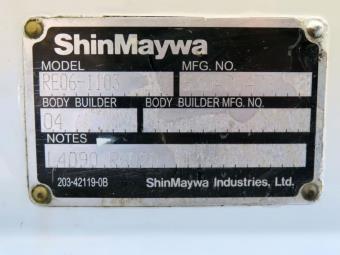 ShinMaywa
MODEL MFG. NO.
RE06-1103
BODY BUILDER BODY BUILDER MFG. NO.
04
NOTES
203-42119-0B ShinMaywa Industries, Ltd.